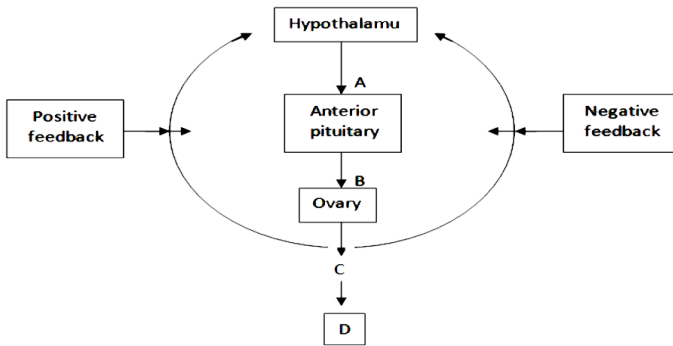 Hypothalamu
A
Positive
feedback
Anterior
pituitary
Negative
feedback
B
Ovary
C
D